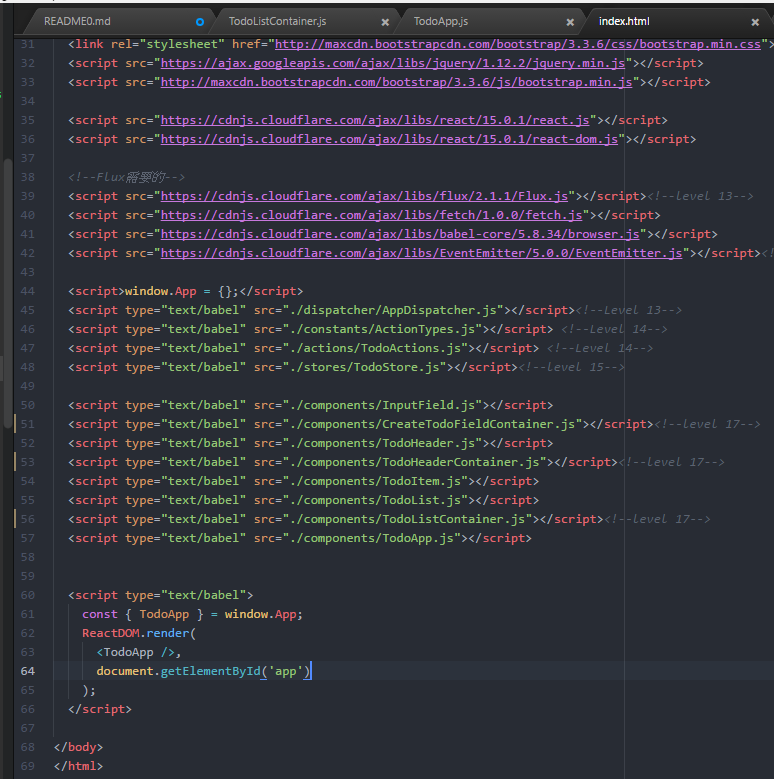 README0.md TodoListContainer.js TodoApp.js index.html
31 <link rel="stylesheet" href="http://maxcdn.bootstrapcdn.com/bootstrap/3.3.6/css/bootstrap.min.css">
32 <script src="https://ajax.googleapis.com/ajax/libs/jquery/1.12.2/jquery.min.js"></script>
33 <script src="http://maxcdn.bootstrapcdn.com/bootstrap/3.3.6/js/bootstrap.min.js"></script>
34
35 <script src="https://cdnjs.cloudflare.com/ajax/libs/react/15.0.1/react.js"></script>
36 <script src="https://cdnjs.cloudflare.com/ajax/libs/react/15.0.1/react-dom.js"></script>
37
38 <!--Flux需要的-->
39 <script src="https://cdnjs.cloudflare.com/ajax/libs/flux/2.1.1/Flux.js"></script><!--level 13-->
40 <script src="https://cdnjs.cloudflare.com/ajax/libs/fetch/1.0.0/fetch.js"></script>
41 <script src="https://cdnjs.cloudflare.com/ajax/libs/babel-core/5.8.34/browser.js"></script>
42 <script src="https://cdnjs.cloudflare.com/ajax/libs/EventEmitter/5.0.0/EventEmitter.js"></script><!
43
44 <script>window.App = {};</script>
45 <script type="text/babel" src="./dispatcher/AppDispatcher.js"></script><!--Level 13-->
46 <script type="text/babel" src="./constants/ActionTypes.js"></script> <!--Level 14-->
47 <script type="text/babel" src="./actions/TodoActions.js"></script> <!--Level 14-->
48 <script type="text/babel" src="./stores/TodoStore.js"></script><!--level 15-->
49
50 <script type="text/babel" src="./components/InputField.js"></script>
51 <script type="text/babel" src="./components/CreateTodoFieldContainer.js"></script><!--level 17-->
52 <script type="text/babel" src="./components/TodoHeader.js"></script>
53 <script type="text/babel" src="./components/TodoHeaderContainer.js"></script><!--level 17-->
54 <script type="text/babel" src="./components/TodoItem.js"></script>
55 <script type="text/babel" src="./components/TodoList.js"></script>
56 <script type="text/babel" src="./components/TodoListContainer.js"></script><!--level 17-->
57 <script type="text/babel" src="./components/TodoApp.js"></script>
58
59
60 <script type="text/babel">
61 const { TodoApp } = window.App;
62 ReactDOM.render(
63 <TodoApp />,
64 document.getElementById('app')
65 );
66 </script>
67
68 </body>
69 </html>